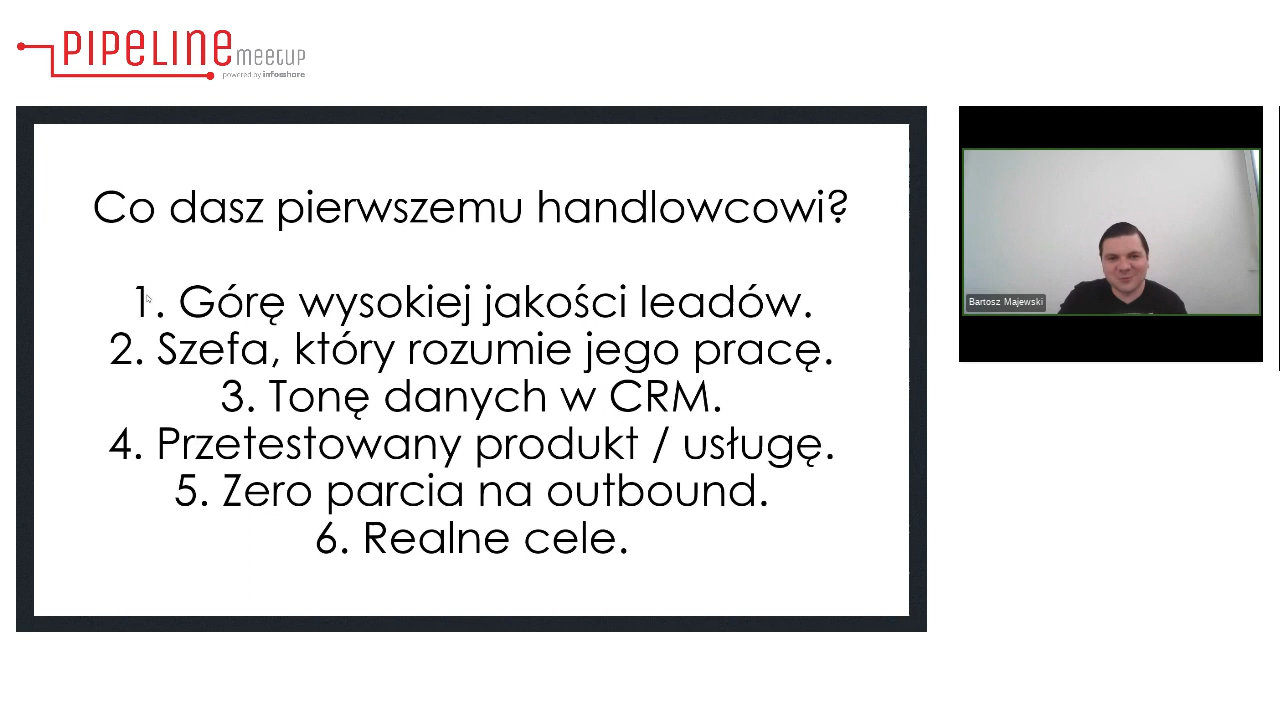 PIPELINE meetup
powered by infoshare
Co dasz pierwszemu handlowcowi?
1. Górę wysokiej jakości leadów.
2. Szefa, który rozumie jego pracę.
3. Tonę danych w CRM.
4. Przetestowany produkt / usługę.
5. Zero parcia na outbound.
6. Realne cele.
Bartosz Majewski